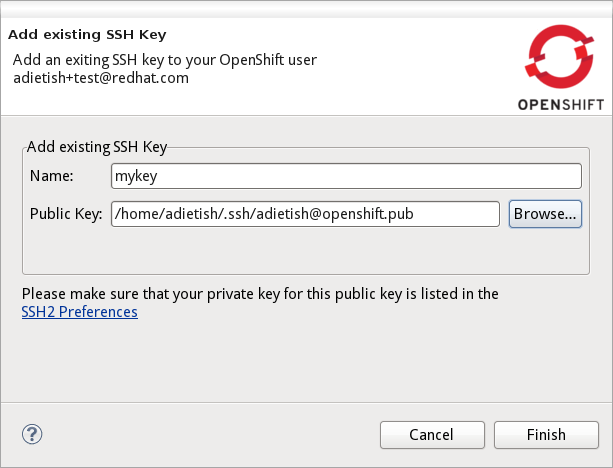 Add existing SSH Key
Add an exiting SSH key to your OpenShift user
adietish+test@redhat.com
OPENSHIFT
Add existing SSH Key
Name: mykey
Public Key: /home/adietish/.ssh/adietish@openshift.pub Browse...
Please make sure that your private key for this public key is listed in the
SSH2 Preferences
? Cancel Finish